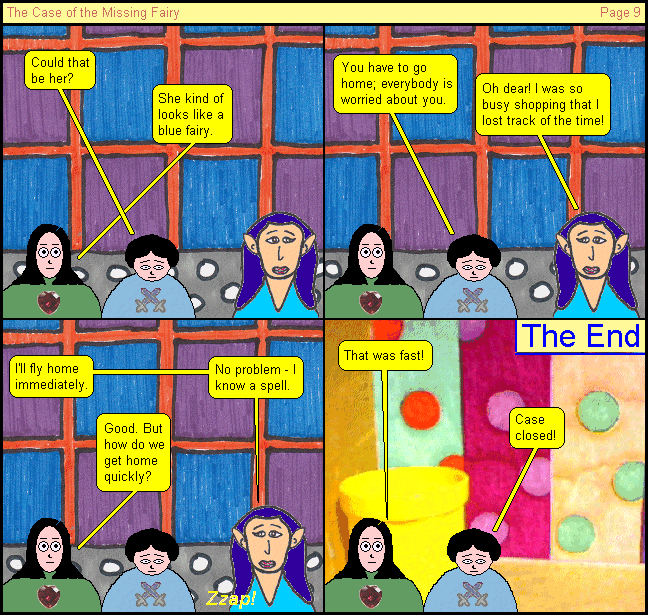 The Case of the Missing Fairy
Page 9
Could that
be her?
She kind of
looks like a
blue fairy.
You have to go
home; everybody is
worried about you.
Oh dear! I was so
busy shopping that I
lost track of the time!
I'll fly home
immediately.
No problem - I
know a spell.
Good. But
how do we
get home
quickly?
Zzap!
The End
That was fast!
Case
closed!